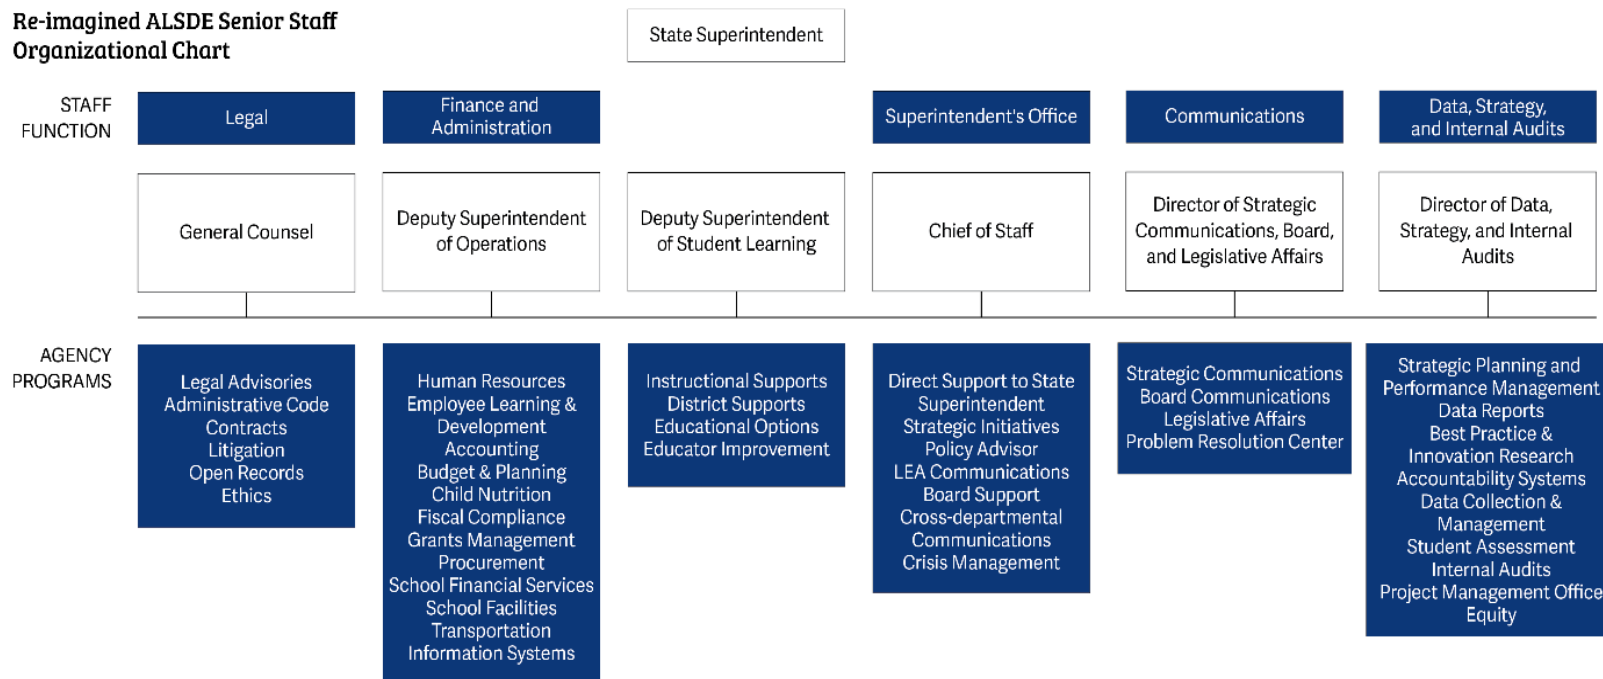 Re-imagined ALSDE Senior Staff
Organizational Chart
State Superintendent
STAFF
FUNCTION
Legal
Finance and
Administration
Superintendent's Office
Communications
Data, Strategy,
and Internal Audits
General Counsel
Deputy Superintendent
of Operations
Deputy Superintendent
of Student Learning
Chief of Staff
Director of Strategic
Communications, Board,
and Legislative Affairs
Director of Data,
Strategy, and Internal
Audits
AGENCY
PROGRAMS
Legal Advisories
Administrative Code
Contracts
Litigation
Open Records
Ethics
Human Resources
Employee Learning &
Development
Accounting
Budget & Planning
Child Nutrition
Fiscal Compliance
Grants Management
Procurement
School Financial Services
School Facilities
Transportation
Information Systems
Instructional Supports
District Supports
Educational Options
Educator Improvement
Direct Support to State
Superintendent
Strategic Initiatives
Policy Advisor
LEA Communications
Board Support
Cross-departmental
Communications
Crisis Management
Strategic Communications
Board Communications
Legislative Affairs
Problem Resolution Center
Strategic Planning and
Performance Management
Data Reports
Best Practice &
Innovation Research
Accountability Systems
Data Collection &
Management
Student Assessment
Internal Audits
Project Management Office
Equity